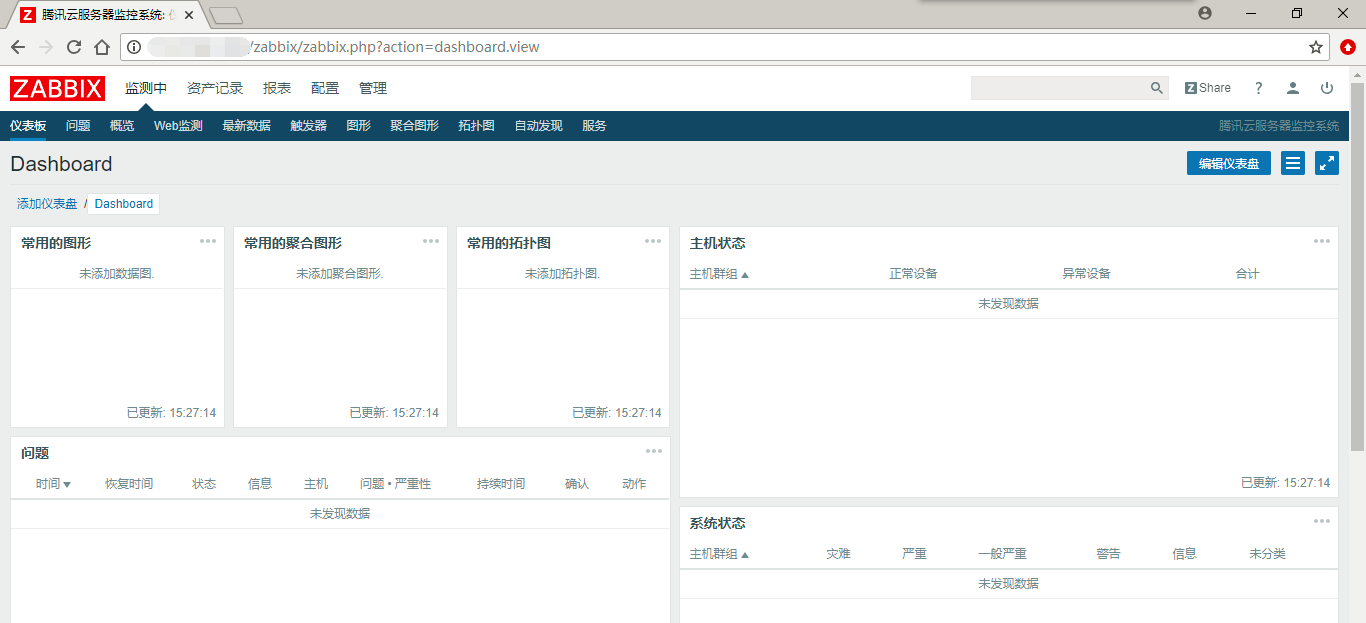 腾讯云服务器监控系统:
/zabbix/zabbix.php?action=dashboard.view
ZABBIX 监测中 资产记录 报表 配置 管理 Z Share ?
仪表板 问题 概览 Web监测 最新数据 触发器 图形 聚合图形 拓扑图 自动发现 服务 腾讯云服务器监控系统
Dashboard 编辑仪表盘
添加仪表盘 / Dashboard
常用的图形
未添加数据图.
已更新: 15:27:14
常用的聚合图形
未添加聚合图形.
已更新: 15:27:14
常用的拓扑图
未添加拓扑图.
已更新: 15:27:14
主机状态
主机群组 正常设备 异常设备 合计
未发现数据
已更新: 15:27:14
问题
时间 恢复时间 状态 信息 主机 问题 • 严重性 持续时间 确认 动作
未发现数据
系统状态
主机群组 灾难 严重 一般严重 警告 信息 未分类
未发现数据